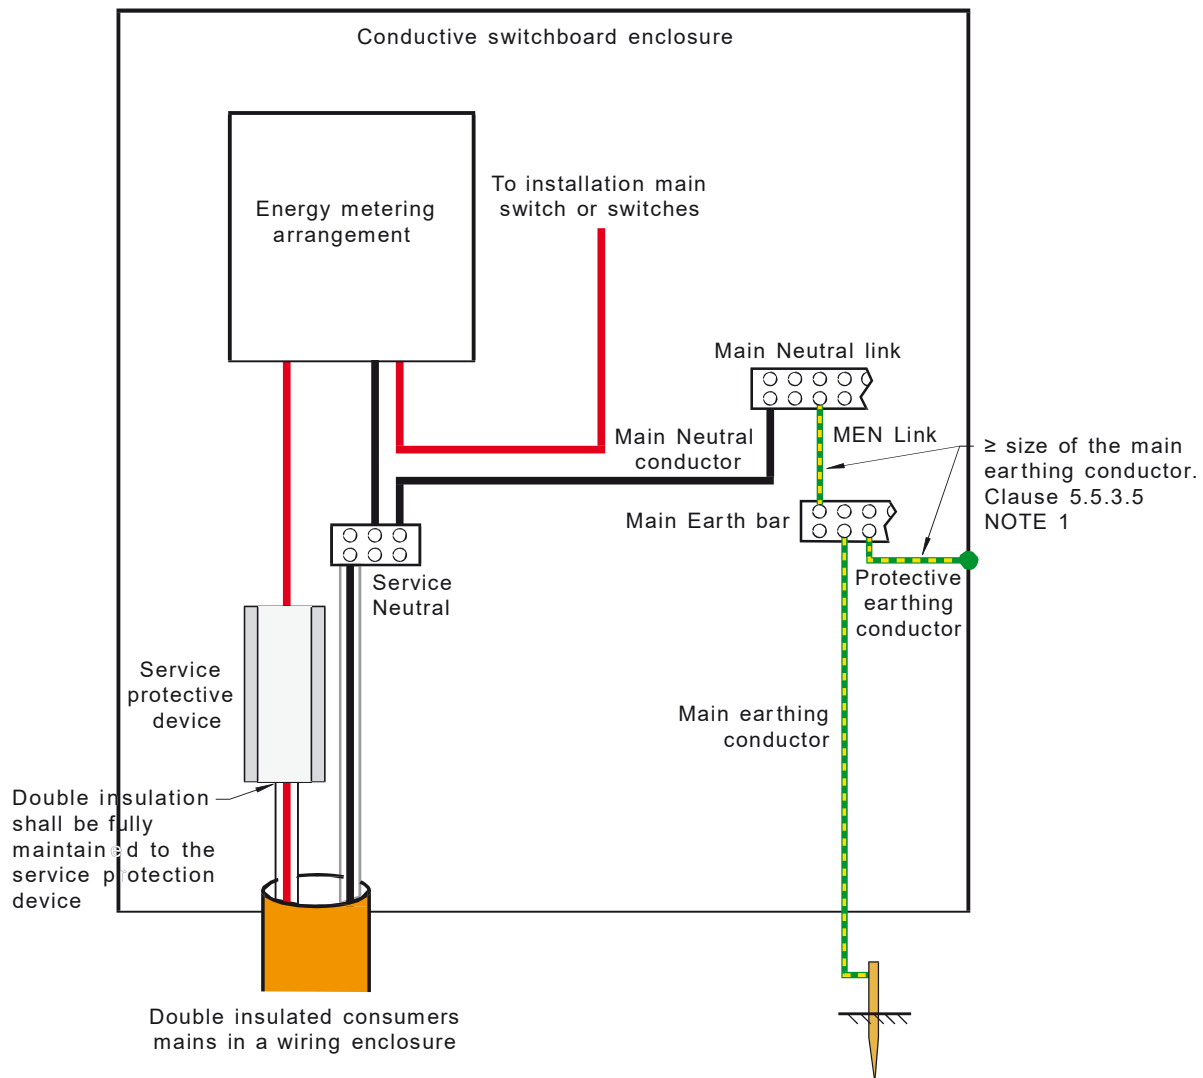 Conductive switchboard enclosure
Energy metering
arrangement
To installation main
switch or switches
Main Neutral link
Main Neutral
conductor
MEN Link
≥ size of the main
earthing conductor.
Clause 5.5.3.5
NOTE 1
Main Earth bar
Service
Neutral
Protective
earthing
conductor
Service
protective
device
Main earthing
conductor
Double insulation
shall be fully
maintained to the
service protection
device
Double insulated consumers
mains in a wiring enclosure